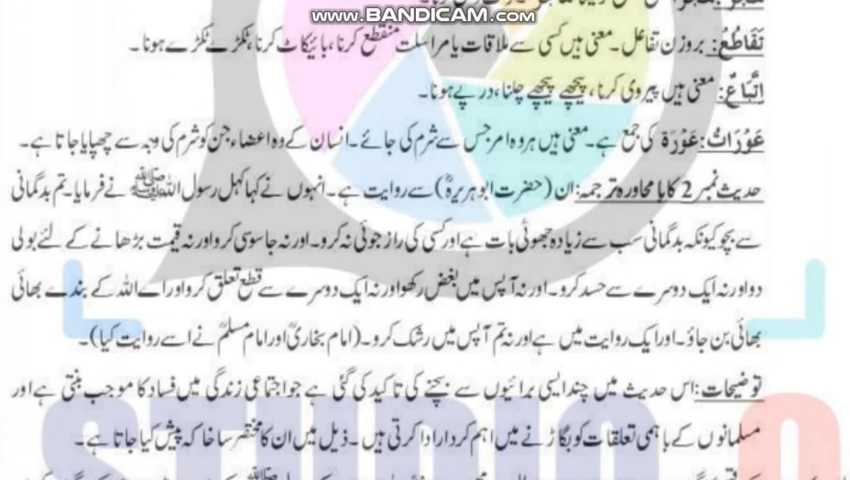 www.BANDICAM.com
تَقَاطُعُ: بروزن تفاعل۔ معنی ہیں کسی سے ملاقات یا مراسلت منقطع کرنا، بائیکاٹ کرنا، ٹکڑے ٹکڑے ہونا۔
اِتِّبَاعٌ: معنی ہیں پیروی کرنا، پیچھے پیچھے چلنا، درپے ہونا۔
عَوْرَاتُ: عَوْرَة کی جمع ہے۔ معنی ہیں ہر وہ امر جس سے شرم کی جائے۔ انسان کے وہ اعضاء جن کو شرم کی وجہ سے چھپایا جاتا ہے۔
حدیث نمبر 2 کا با محاورہ ترجمہ: ان (حضرت ابو ہریرہؓ) سے روایت ہے۔ انہوں نے کہا کہل رسول اللہ ﷺ نے فرمایا۔ تم بدگمانی
سے بچو کیونکہ بدگمانی سب سے زیادہ جھوٹی بات ہے اور کسی کی راز جوئی نہ کرو۔ اور نہ جاسوسی کرو اور نہ قیمت بڑھانے کے لئے بولی
دو اور نہ ایک دوسرے سے حسد کرو۔ اور نہ آپس میں بغض رکھو اور نہ ایک دوسرے سے قطع تعلق کرو اور اے اللہ کے بندے بھائی
بھائی بن جاؤ۔ اور ایک روایت میں ہے اور نہ تم آپس میں رشک کرو۔ (امام بخاریؒ اور امام مسلمؒ نے اسے روایت کیا)۔
توضیحات: اس حدیث میں چند ایسی برائیوں سے بچنے کی تاکید کی گئی ہے جو اجتماعی زندگی میں فساد کا موجب بنتی ہے اور
مسلمانوں کے باہمی تعلقات کو بگاڑنے میں اہم کردار ادا کرتی ہیں۔ ذیل میں ان کا مختصر سا خاکہ پیش کیا جاتا ہے۔
STUDIO